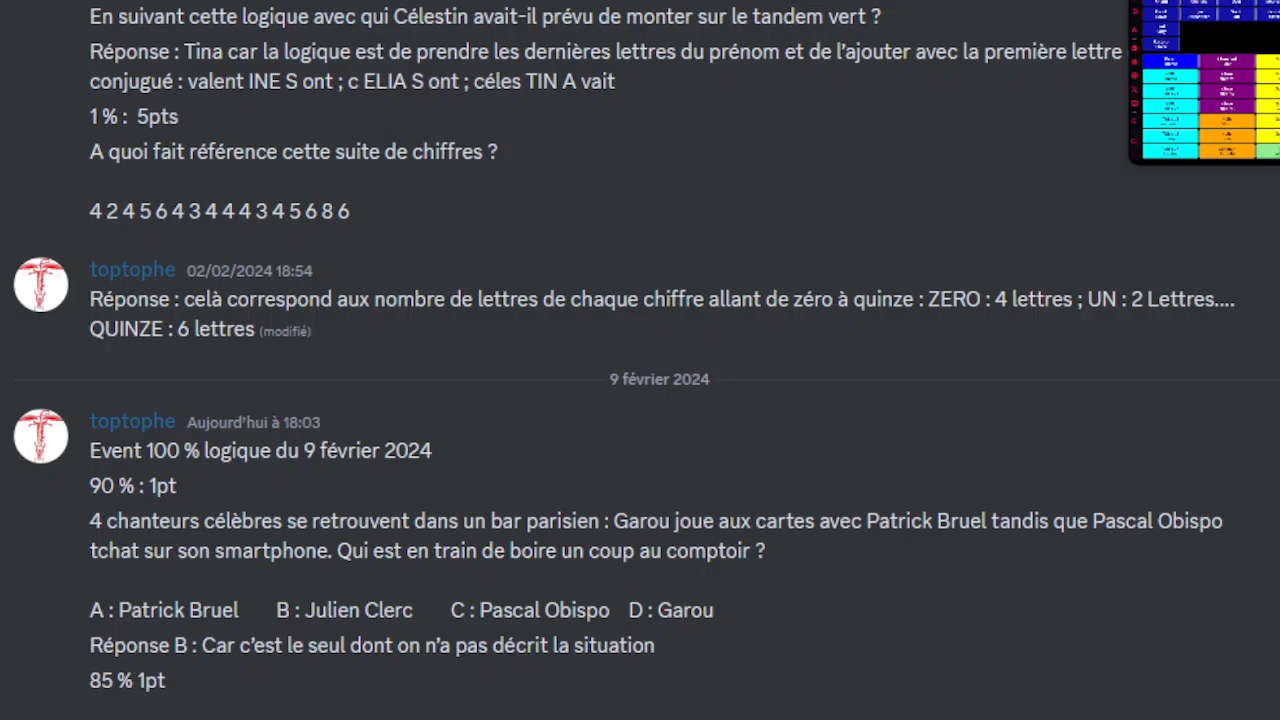 En suivant cette logique avec qui Célestin avait-il prévu de monter sur le tandem vert ?
Réponse : Tina car la logique est de prendre les dernières lettres du prénom et de l’ajouter avec la première lettre
conjugué : valent INE S ont ; c ELIA S ont ; céles TIN A vait
1 % : 5pts
A quoi fait référence cette suite de chiffres ?
4 2 4 5 6 4 3 4 4 4 3 4 5 6 8 6
toptophe 02/02/2024 18:54
Réponse : celà correspond aux nombre de lettres de chaque chiffre allant de zéro à quinze : ZERO : 4 lettres ; UN : 2 Lettres....
QUINZE : 6 lettres (modifié)
9 février 2024
toptophe Aujourd’hui à 18:03
Event 100 % logique du 9 février 2024
90 % : 1pt
4 chanteurs célèbres se retrouvent dans un bar parisien : Garou joue aux cartes avec Patrick Bruel tandis que Pascal Obispo
tchat sur son smartphone. Qui est en train de boire un coup au comptoir ?
A : Patrick Bruel B : Julien Clerc C : Pascal Obispo D : Garou
Réponse B : Car c’est le seul dont on n’a pas décrit la situation
85 % 1pt